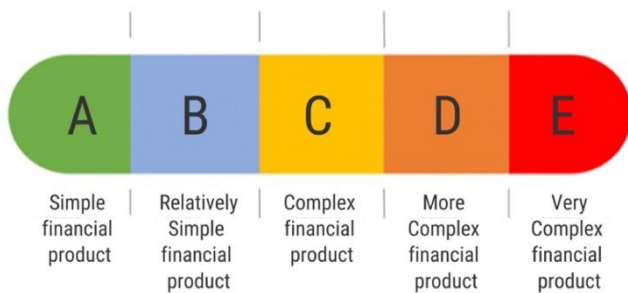 A B C D E
Simple
financial
product
Relatively
Simple
financial
product
Complex
financial
product
More
Complex
financial
product
Very
Complex
financial
product